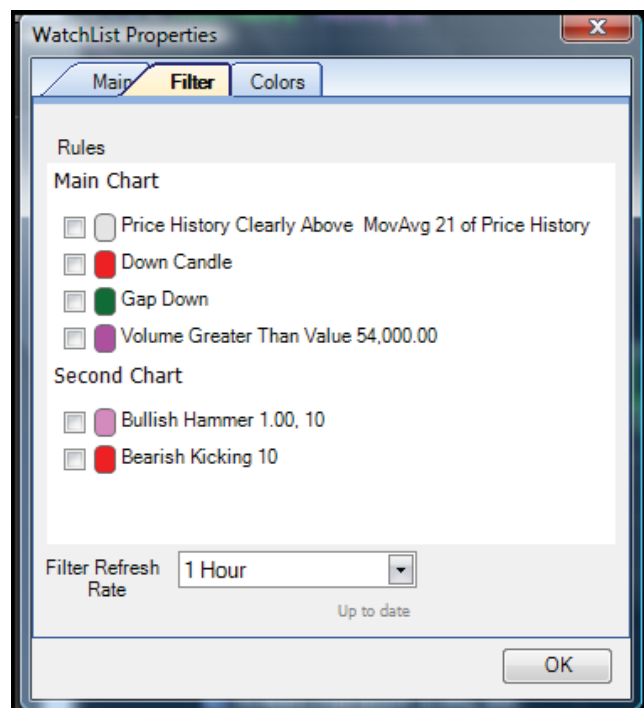 WatchList Properties
Main Filter Colors
Rules
Main Chart
Price History Clearly Above MovAvg 21 of Price History
Down Candle
Gap Down
Volume Greater Than Value 54,000.00
Second Chart
Bullish Hammer 1.00, 10
Bearish Kicking 10
Filter Refresh
Rate
1 Hour
Up to date
OK